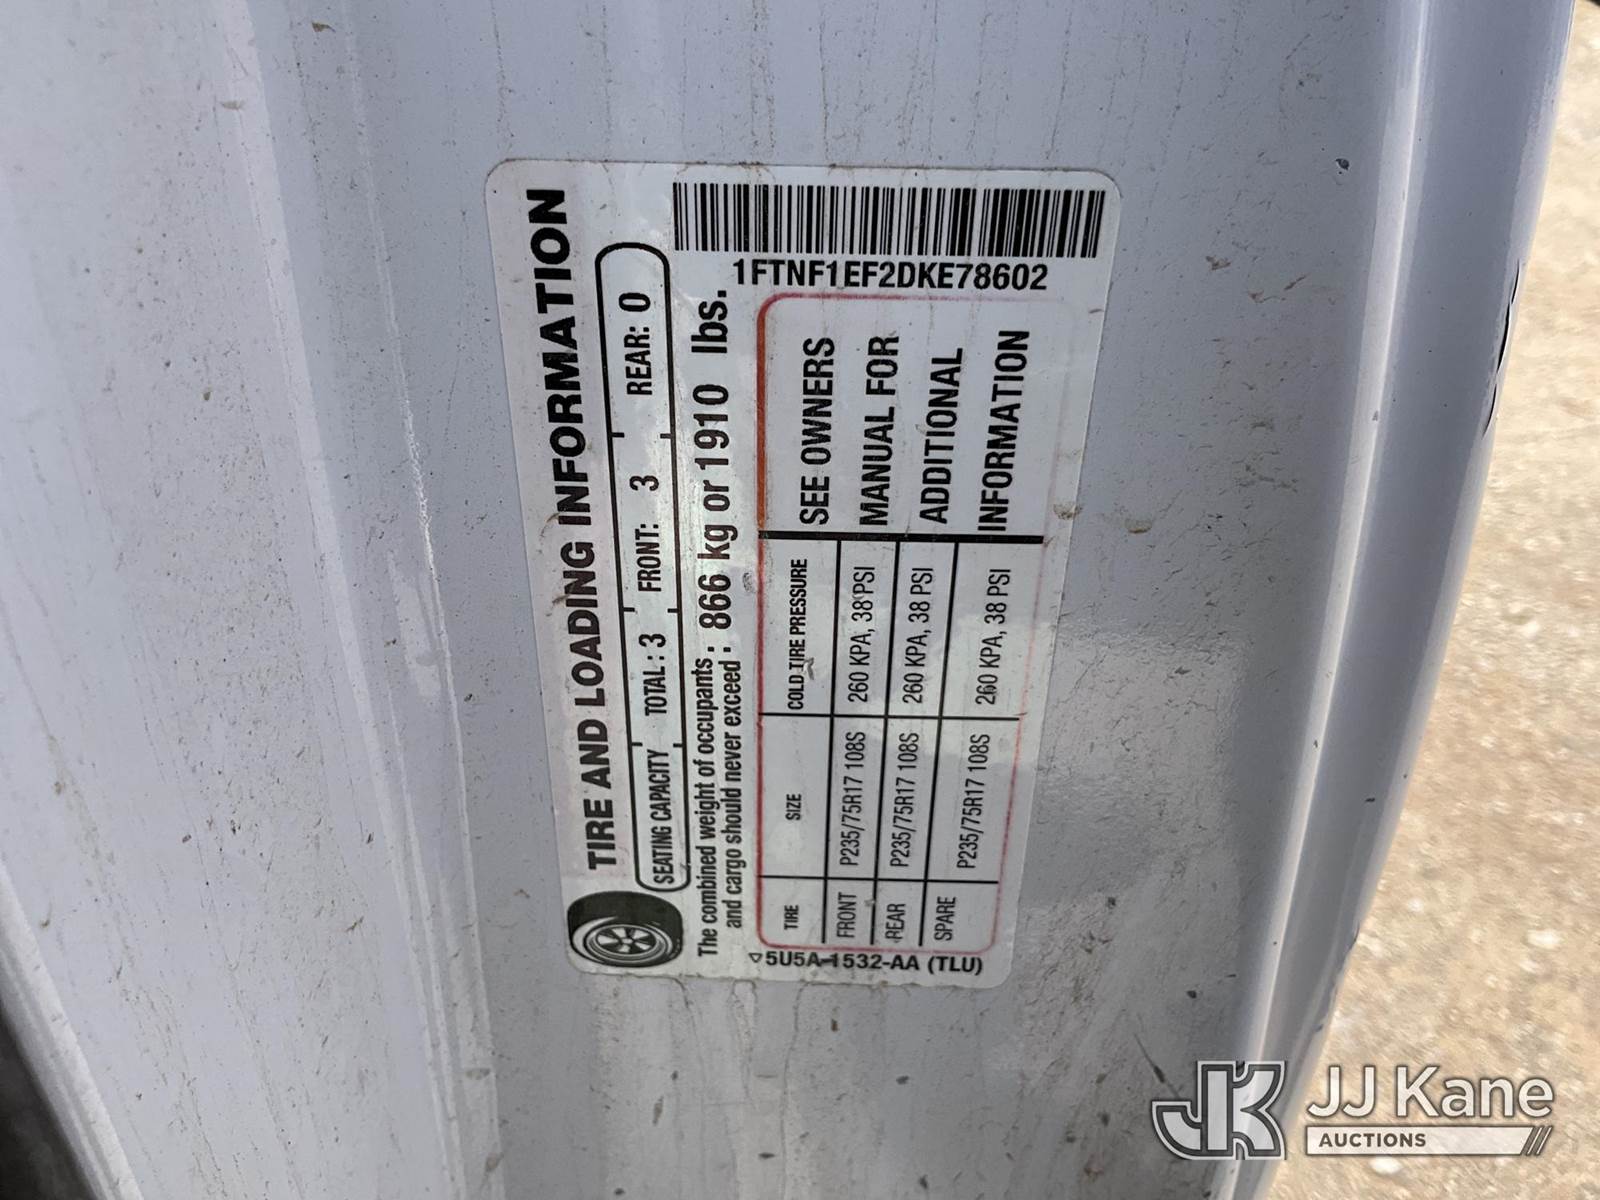 TIRE AND LOADING INFORMATION
SEATING CAPACITY TOTAL: 3 FRONT: 3 REAR: 0
The combined weight of occupants : 866 kg or 1910 lbs.
and cargo should never exceed :
1FTNF1EF2DKE78602
TIRE SIZE COLD TIRE PRESSURE
FRONT P235/75R17 108S 260 KPA, 38 PSI
REAR P235/75R17 108S 260 KPA, 38 PSI
SPARE P235/75R17 108S 260 KPA, 38 PSI
SEE OWNERS
MANUAL FOR
ADDITIONAL
INFORMATION
5U5A-1532-AA (TLU)
JK
JJ Kane
AUCTIONS